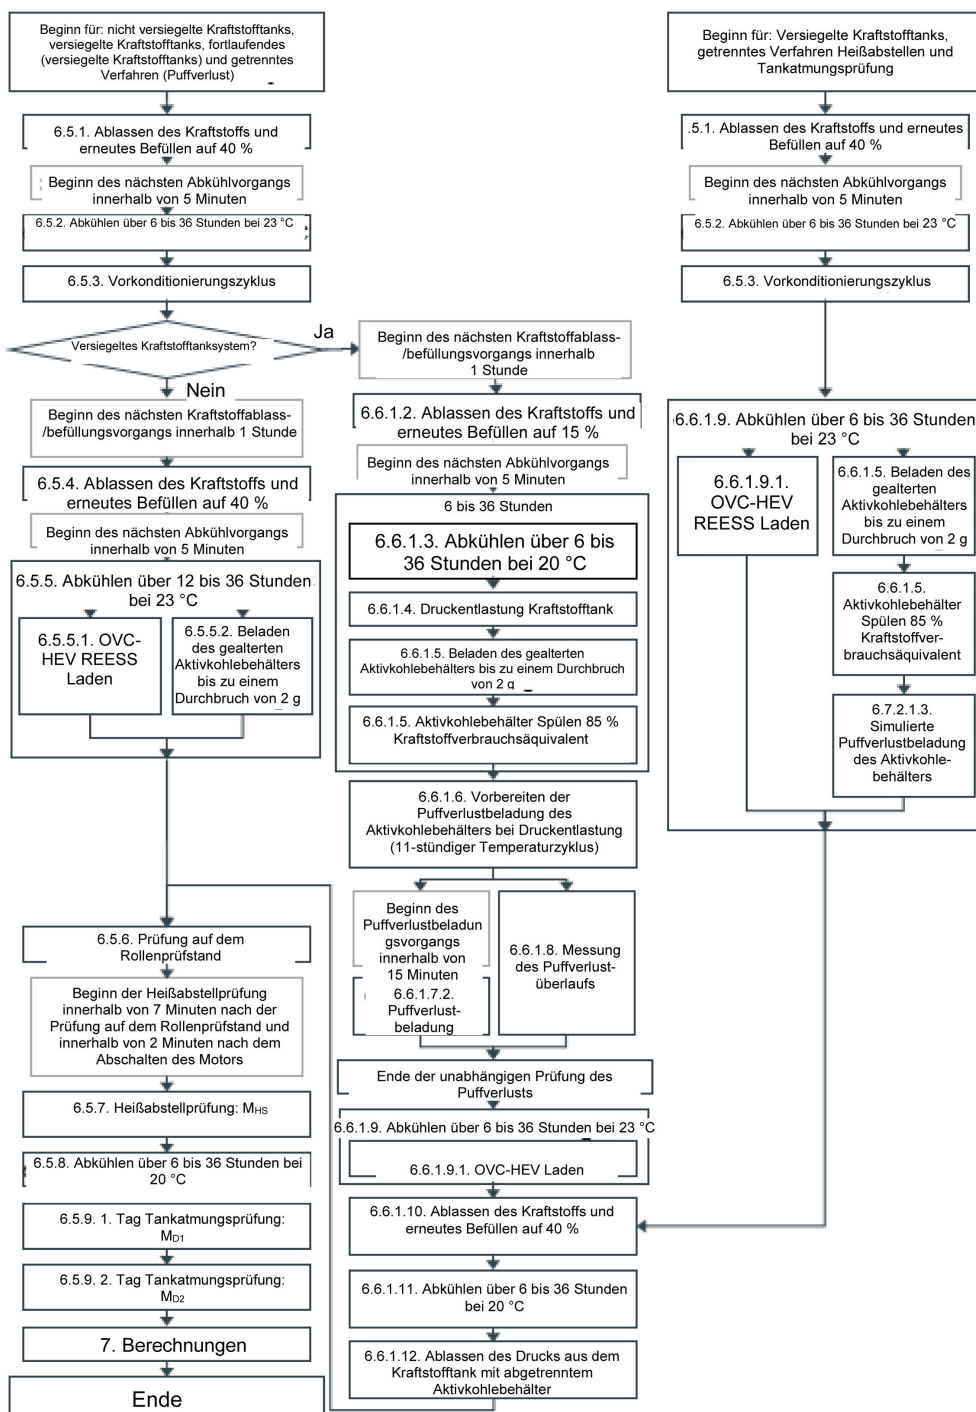 Beginn für: nicht versiegelte Kraftstofftanks,
versiegelte Kraftstofftanks, fortlaufendes
(versiegelte Kraftstofftanks) und getrenntes
Verfahren (Puffverlust)
6.5.1. Ablassen des Kraftstoffs und
erneutes Befüllen auf 40 %
Beginn des nächsten Abkühlvorgangs
innerhalb von 5 Minuten
6.5.2. Abkühlen über 6 bis 36 Stunden bei 23 °C
6.5.3. Vorkonditionierungszyklus
Versiegeltes Kraftstofftanksystem?
Ja
Nein
Beginn des nächsten Kraftstoffablass-
/befüllungsvorgangs innerhalb 1 Stunde
6.5.4. Ablassen des Kraftstoffs und
erneutes Befüllen auf 40 %
Beginn des nächsten Abkühlvorgangs
innerhalb von 5 Minuten
6.5.5. Abkühlen über 12 bis 36 Stunden
bei 23 °C
6.5.5.1. OVC-
HEV REESS
Laden
6.5.5.2. Beladen
des gealterten
Aktivkohlebehälters
bis zu einem
Durchbruch von 2 g
6.5.6. Prüfung auf dem
Rollenprüfstand
Beginn der Heißabstellprüfung
innerhalb von 7 Minuten nach der
Prüfung auf dem Rollenprüfstand und
innerhalb von 2 Minuten nach dem
Abschalten des Motors
6.5.7. Heißabstellprüfung: MHS
6.5.8. Abkühlen über 6 bis 36 Stunden bei
20 °C
6.5.9. 1. Tag Tankatmungsprüfung:
MD1
6.5.9. 2. Tag Tankatmungsprüfung:
MD2
7. Berechnungen
Ende
Beginn des nächsten Kraftstoffablass-
/befüllungsvorgangs innerhalb
1 Stunde
6.6.1.2. Ablassen des Kraftstoffs und
erneutes Befüllen auf 15 %
Beginn des nächsten Abkühlvorgangs
innerhalb von 5 Minuten
6 bis 36 Stunden
6.6.1.3. Abkühlen über 6 bis
36 Stunden bei 20 °C
6.6.1.4. Druckentlastung Kraftstofftank
6.6.1.5. Beladen des gealterten
Aktivkohlebehälters bis zu einem Durchbruch
von 2 g
6.6.1.5. Aktivkohlebehälter Spülen 85 %
Kraftstoffverbrauchsäquivalent
6.6.1.6. Vorbereiten der
Puffverlustbeladung des
Aktivkohlebehälters bei Druckentlastung
(11-stündiger Temperaturzyklus)
Beginn des
Puffverlustbeladun
gsvorgangs
innerhalb von
15 Minuten
6.6.1.7.2.
Puffverlust-
beladung
6.6.1.8. Messung
des Puffverlust-
überlaufs
Ende der unabhängigen Prüfung des
Puffverlusts
6.6.1.9. Abkühlen über 6 bis 36 Stunden bei 23 °C
6.6.1.9.1. OVC-HEV Laden
6.6.1.10. Ablassen des Kraftstoffs und
erneutes Befüllen auf 40 %
6.6.1.11. Abkühlen über 6 bis 36 Stunden
bei 20 °C
6.6.1.12. Ablassen des Drucks aus dem
Kraftstofftank mit abgetrenntem
Aktivkohlebehälter
Beginn für: Versiegelte Kraftstofftanks,
getrenntes Verfahren Heißabstellen und
Tankatmungsprüfung
.5.1. Ablassen des Kraftstoffs und erneutes
Befüllen auf 40 %
Beginn des nächsten Abkühlvorgangs
innerhalb von 5 Minuten
6.5.2. Abkühlen über 6 bis 36 Stunden bei 23 °C
6.5.3. Vorkonditionierungszyklus
6.6.1.9. Abkühlen über 6 bis 36 Stunden
bei 23 °C
6.6.1.9.1.
OVC-HEV
REESS Laden
6.6.1.5. Beladen des
gealterten
Aktivkohlebehälters
bis zu einem
Durchbruch von 2 g
6.6.1.5.
Aktivkohlebehälter
Spülen 85 %
Kraftstoffver-
brauchsäquivalent
6.7.2.1.3.
Simulierte
Puffverlustbeladung
des Aktivkohle-
behälters